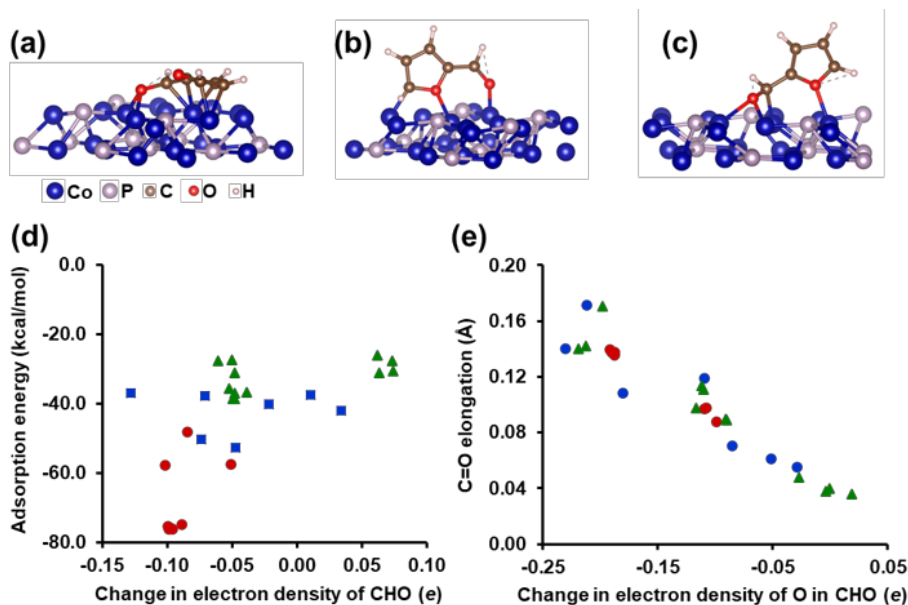 (a)
(b)
(c)
Co P C O H
(d)
Adsorption energy (kcal/mol)
0.0
-20.0
-40.0
-60.0
-80.0
-0.15 -0.10 -0.05 0.00 0.05 0.10
Change in electron density of CHO (e)
(e)
C=O elongation (Å)
0.20
0.16
0.12
0.08
0.04
0.00
-0.25 -0.15 -0.05 0.05
Change in electron density of O in CHO (e)